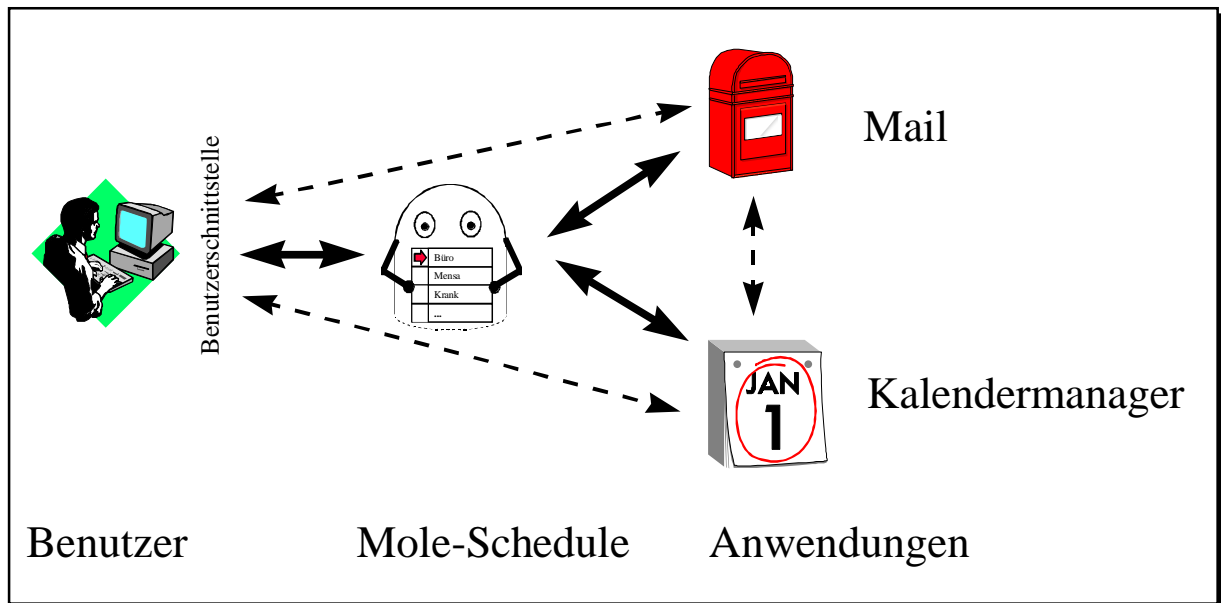 Mail
Benutzerschnittstelle
Büro
Mensa
Krank
...
JAN
1
Kalendermanager
Benutzer
Mole-Schedule
Anwendungen